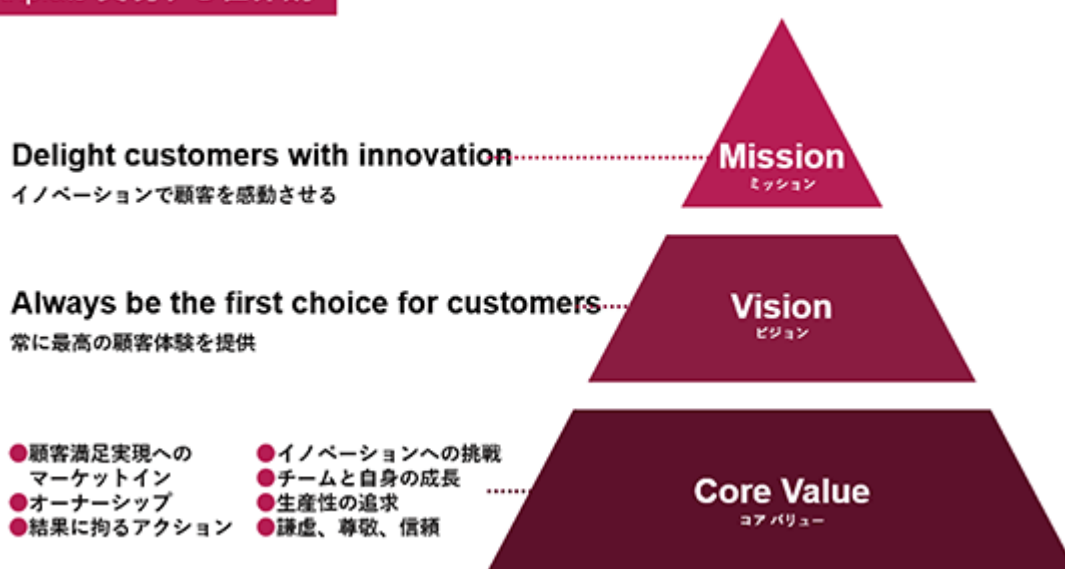 Delight customers with innovation
イノベーションで顧客を感動させる
Mission
ミッション
Always be the first choice for customers
常に最高の顧客体験を提供
Vision
ビジョン
●顧客満足実現への
マーケットイン
●オーナーシップ
●結果に拘るアクション
●イノベーションへの挑戦
●チームと自身の成長
●生産性の追求
●謙虚、尊敬、信頼
Core Value
コア バリュー